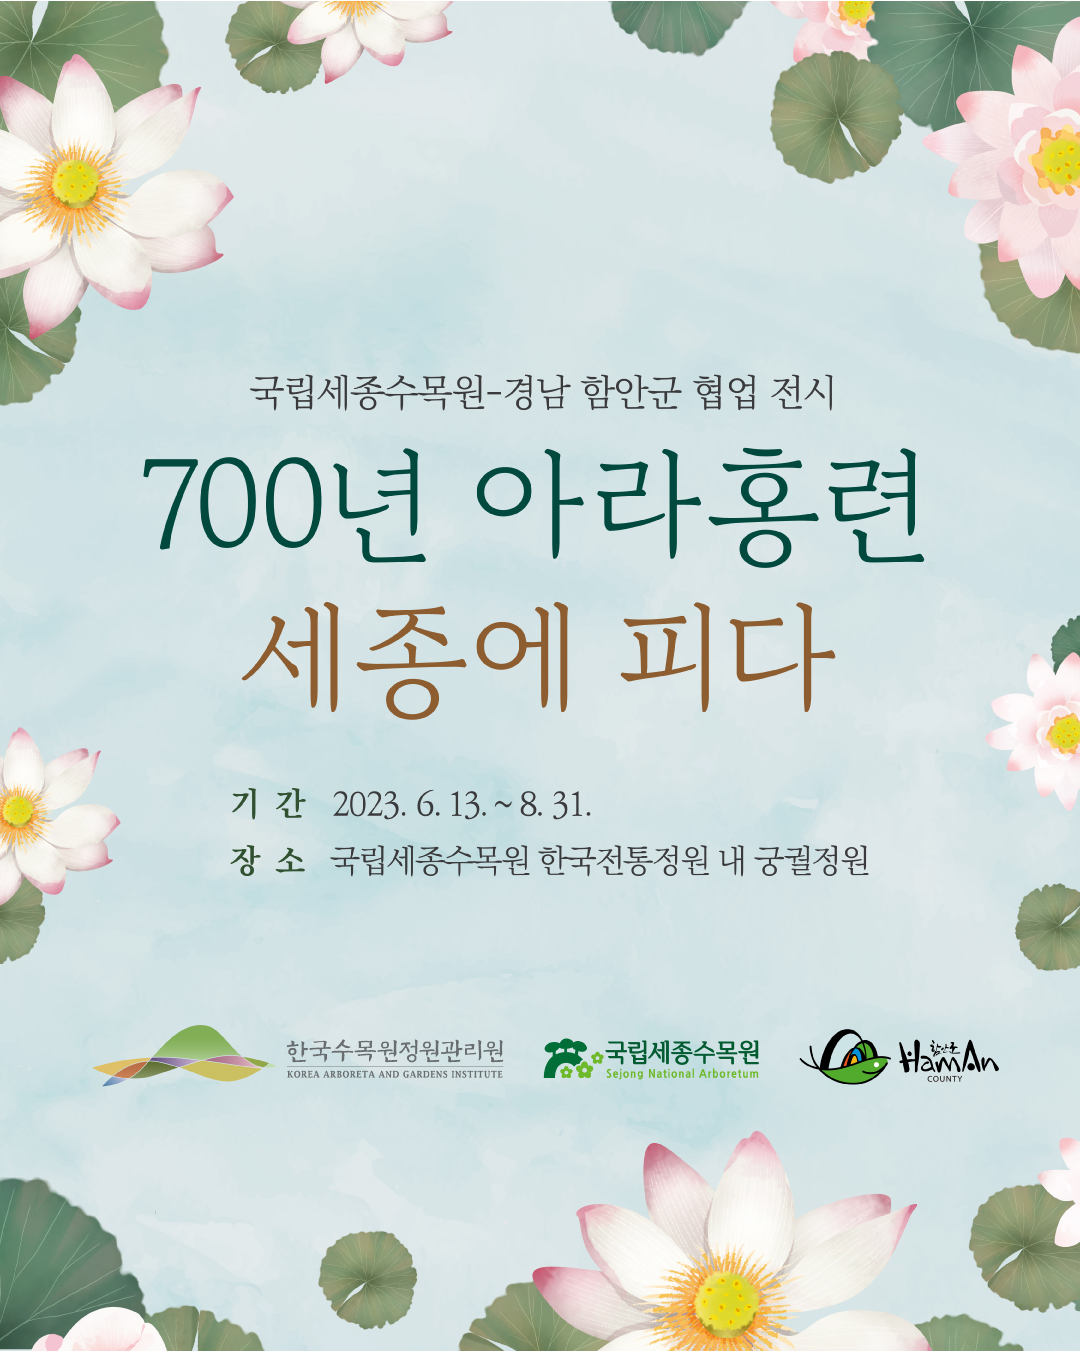 국립세종수목원-경남 함안군 협업 전시
700년 아라홍련
세종에 피다
기 간 2023. 6. 13. ~ 8. 31.
장 소 국립세종수목원 한국전통정원 내 궁궐정원
한국수목원정원관리원
KOREA ARBORETA AND GARDENS INSTITUTE
국립세종수목원
Sejong National Arboretum
함안군
HamAn
COUNTY